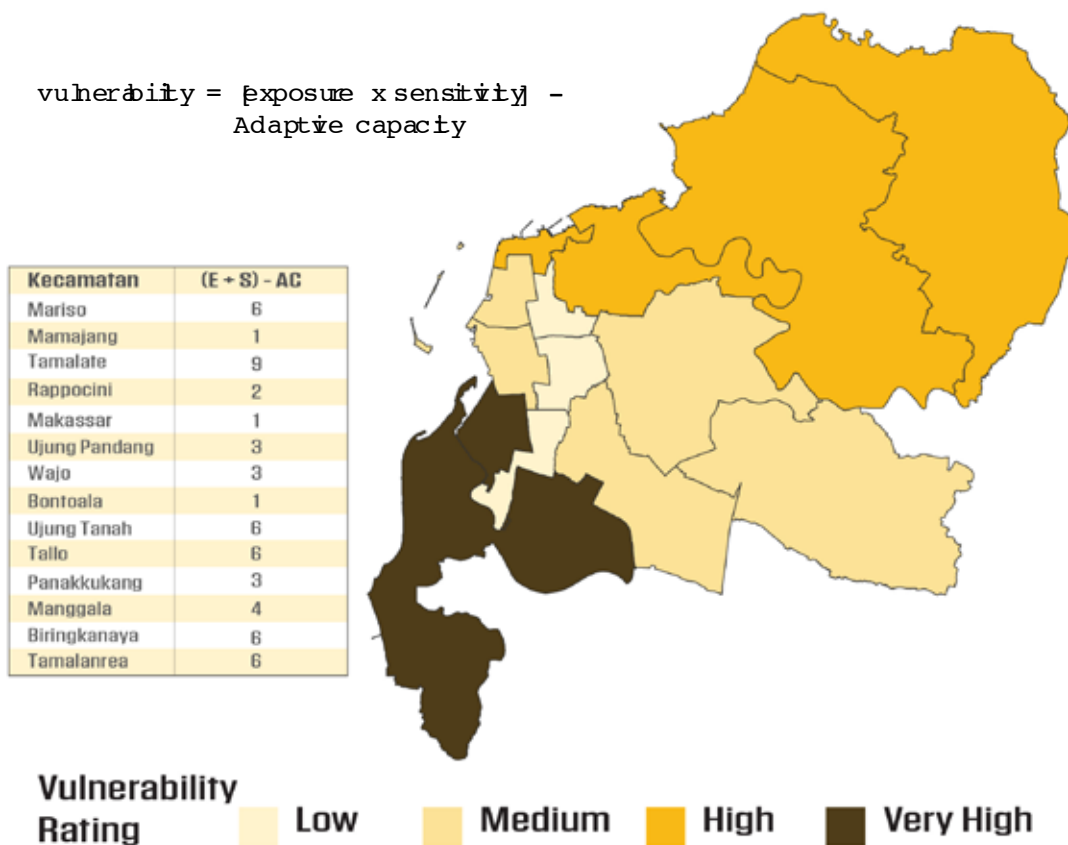 vulnerability = [exposure x sensitivity] -
Adaptive capacity
Kecamatan (E + S) - AC
Mariso 6
Mamajang 1
Tamalate 9
Rappocini 2
Makassar 1
Ujung Pandang 3
Wajo 3
Bontoala 1
Ujung Tanah 6
Tallo 6
Panakkukang 3
Manggala 4
Biringkanaya 6
Tamalanrea 6
Vulnerability
Rating
Low Medium High Very High